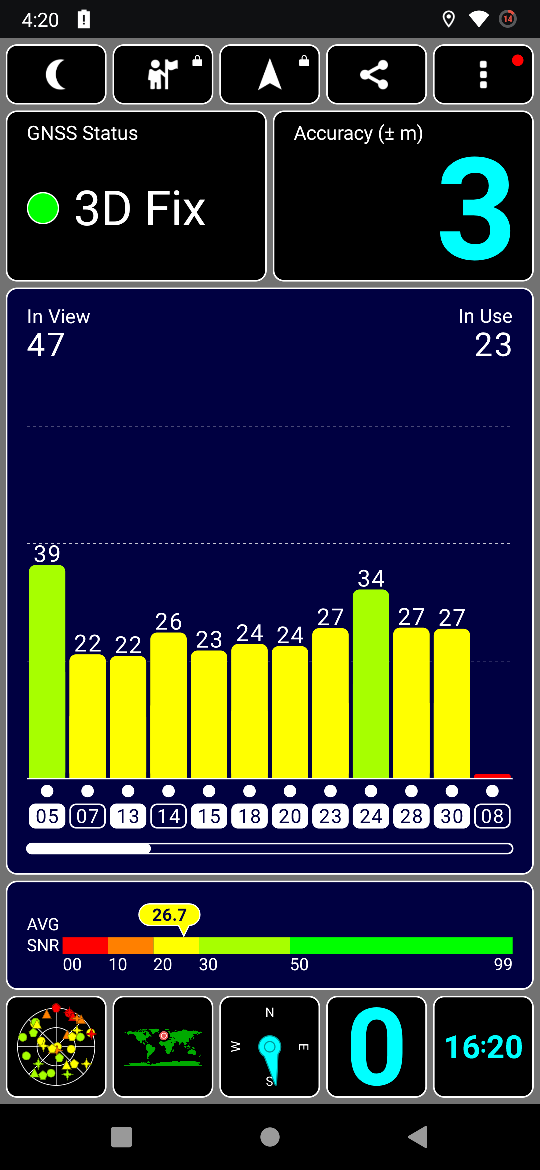 4:20
14
GNSS Status
3D Fix
Accuracy (± m)
3
In View
47
In Use
23
39 22 22 26 23 24 24 27 34 27 27
05 07 13 14 15 18 20 23 24 28 30 08
AVG
SNR
26.7
00 10 20 30 50 99
N
W E
S
0
16:20